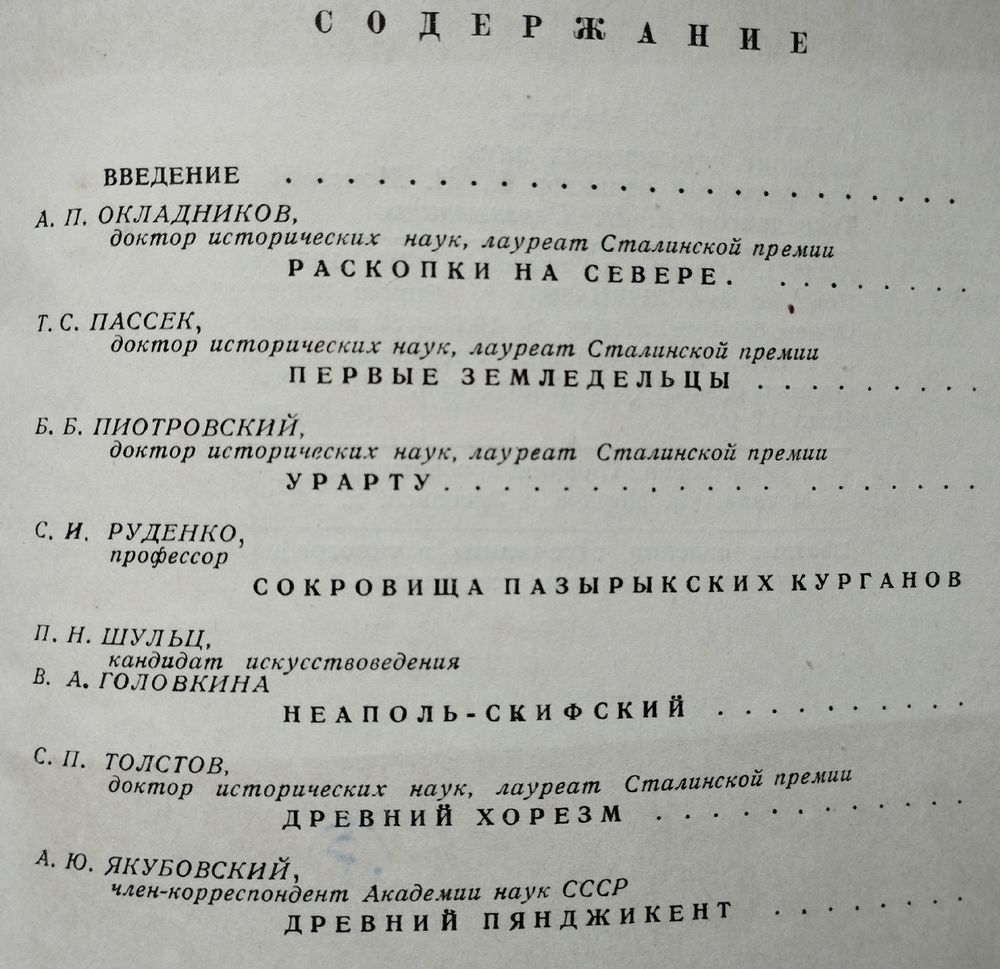 СОДЕРЖАНИЕ
ВВЕДЕНИЕ . . . . . . . . . . . . . . . . . . . . . .
А. П. ОКЛАДНИКОВ,
доктор исторических наук, лауреат Сталинской премии
РАСКОПКИ НА СЕВЕРЕ. . . . . . . . .
Т. С. ПАССЕК,
доктор исторических наук, лауреат Сталинской премии
ПЕРВЫЕ ЗЕМЛЕДЕЛЬЦЫ . . . . . . . . .
Б. Б. ПИОТРОВСКИЙ,
доктор исторических наук, лауреат Сталинской премии
УРАРТУ. . . . . . . . . . . . . . . . . . .
С. И. РУДЕНКО,
профессор
СОКРОВИЩА ПАЗЫРЫКСКИХ КУРГАНОВ
П. Н. ШУЛЬЦ,
кандидат искусствоведения
В. А. ГОЛОВКИНА
НЕАПОЛЬ-СКИФСКИЙ . . . . . . . . . .
С. П. ТОЛСТОВ,
доктор исторических наук, лауреат Сталинской премии
ДРЕВНИЙ ХОРЕЗМ . . . . . . . . . . . .
А. Ю. ЯКУБОВСКИЙ,
член-корреспондент Академии наук СССР
ДРЕВНИЙ ПЯНДЖИКЕНТ . . . . . . . .